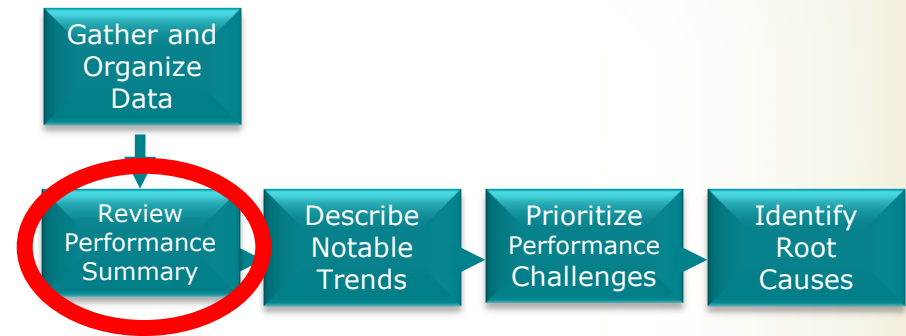 Gather and
Organize
Data
Review
Performance
Summary
Describe
Notable
Trends
Prioritize
Performance
Challenges
Identify
Root
Causes